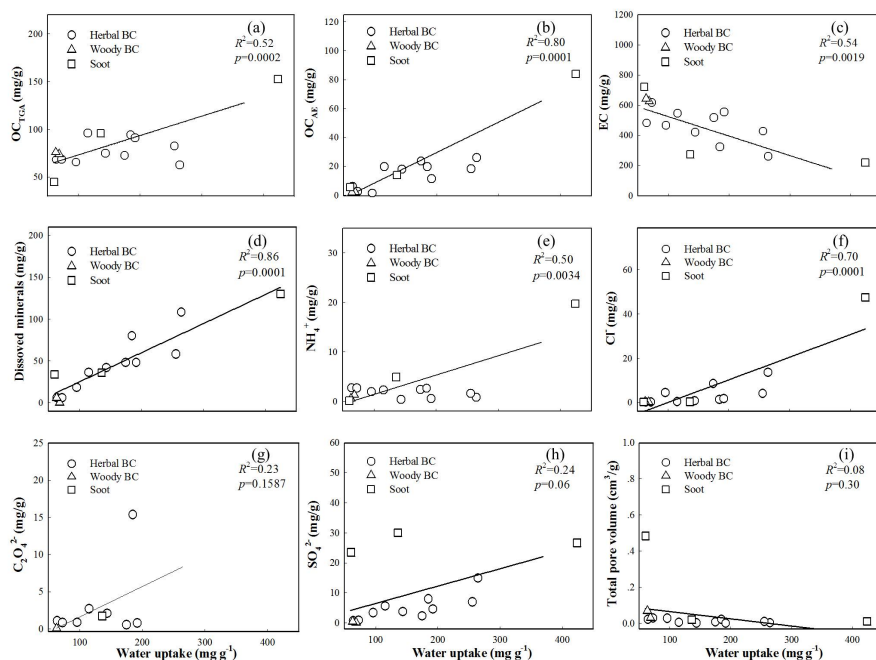 (a)
Herbal BC
Woody BC
Soot
R²=0.52
p=0.0002
OC_TGA (mg/g)
200
150
100
50
(b)
Herbal BC
Woody BC
Soot
R²=0.80
p=0.0001
OC_AE (mg/g)
100
80
60
40
20
0
(c)
Herbal BC
Woody BC
Soot
R²=0.54
p=0.0019
EC (mg/g)
1200
1000
800
600
400
200
0
(d)
Herbal BC
Woody BC
Soot
R²=0.86
p=0.0001
Dissoved minerals (mg/g)
200
150
100
50
0
(e)
Herbal BC
Woody BC
Soot
R²=0.50
p=0.0034
NH₄⁺ (mg/g)
30
20
10
0
(f)
Herbal BC
Woody BC
Soot
R²=0.70
p=0.0001
Cl⁻ (mg/g)
60
40
20
0
(g)
Herbal BC
Woody BC
Soot
R²=0.23
p=0.1587
C₂O₄²⁻ (mg/g)
25
20
15
10
5
0
100 200 300 400
Water uptake (mg g⁻¹)
(h)
Herbal BC
Woody BC
Soot
R²=0.24
p=0.06
SO₄²⁻ (mg/g)
60
50
40
30
20
10
0
100 200 300 400
Water uptake (mg g⁻¹)
(i)
Herbal BC
Woody BC
Soot
R²=0.08
p=0.30
Total pore volume (cm³/g)
1.0
.8
.6
.4
.2
0.0
100 200 300 400
Water uptake (mg g⁻¹)